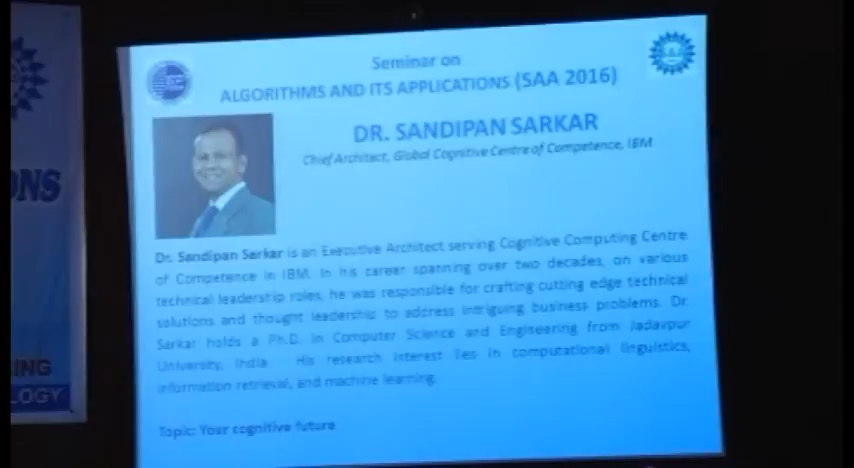 Seminar on
ALGORITHMS AND ITS APPLICATIONS (SAA 2016)
SAA
DR. SANDIPAN SARKAR
Chief Architect, Global Cognitive Centre of Competence, IBM
Dr. Sandipan Sarkar is an Executive Architect serving Cognitive Computing Centre
of Competence in IBM. In his career spanning over two decades, on various
technical leadership roles, he was responsible for crafting cutting edge technical
solutions and thought leadership to address intriguing business problems. Dr.
Sarkar holds a Ph.D. in Computer Science and Engineering from Jadavpur
University, India. His research interest lies in computational linguistics,
information retrieval, and machine learning.
Topic: Your cognitive future
ONS
ING
LOGY